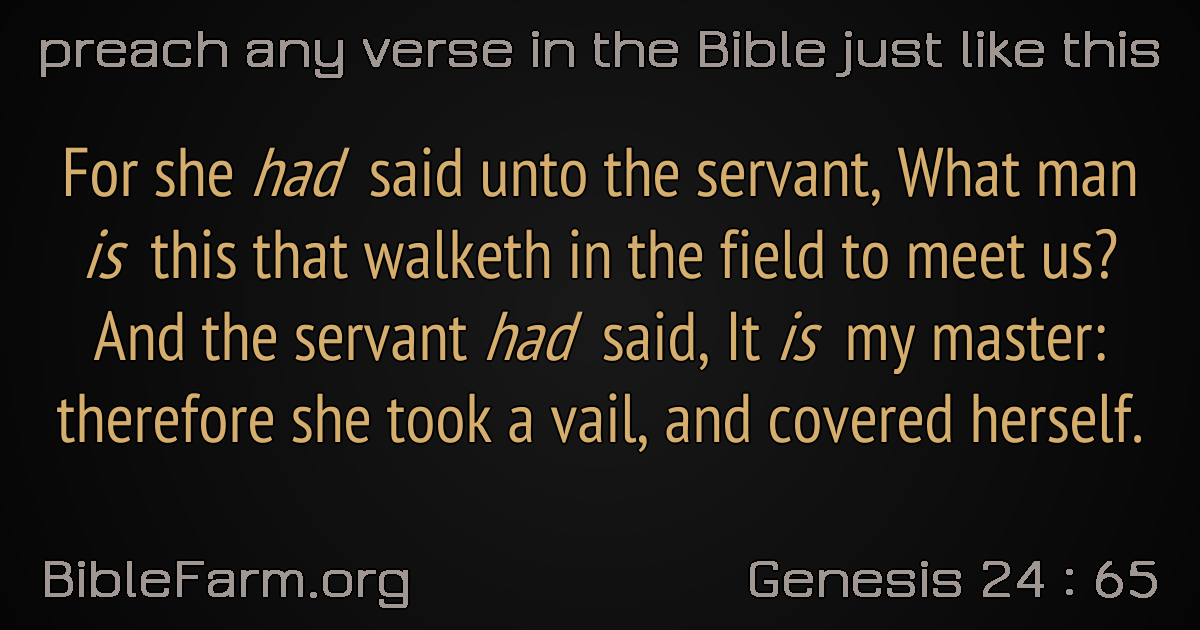 preach any verse in the Bible just like this
For she had said unto the servant, What man
is this that walketh in the field to meet us?
And the servant had said, It is my master:
therefore she took a vail, and covered herself.
BibleFarm.org
Genesis 24 : 65